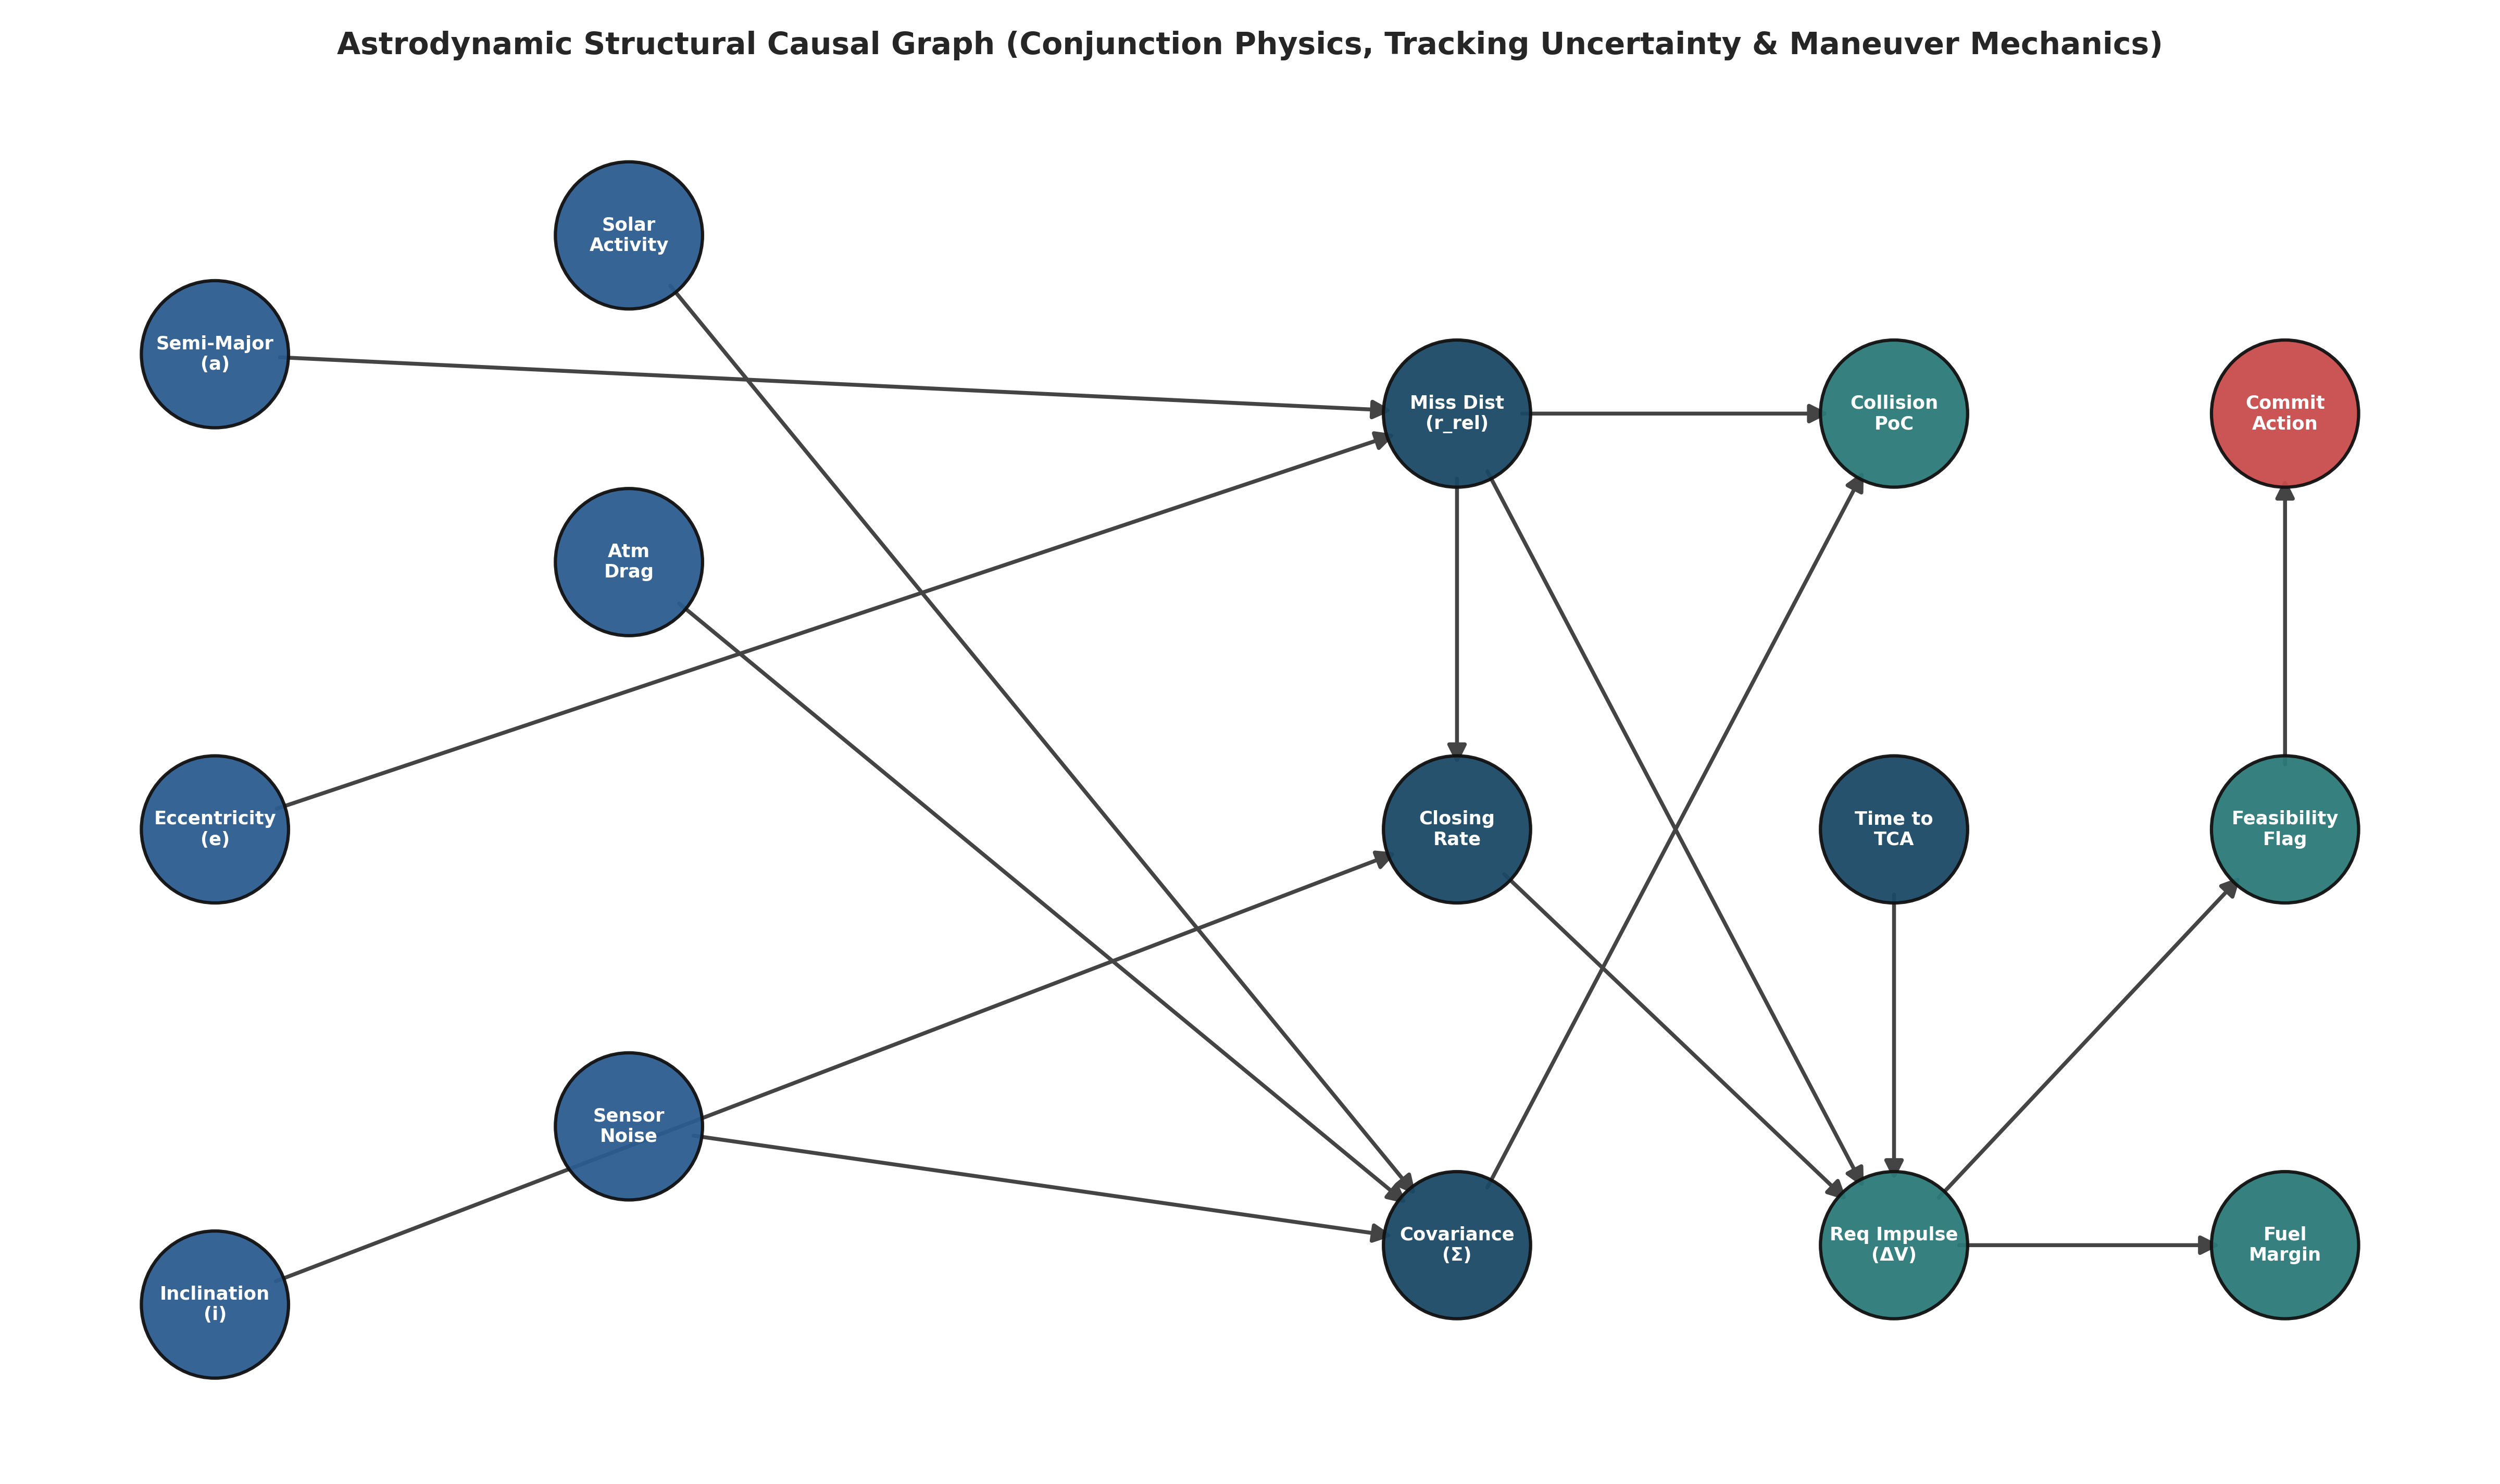 Astrodynamic Structural Causal Graph (Conjunction Physics, Tracking Uncertainty & Maneuver Mechanics)
Solar
Activity
Semi-Major
(a)
Miss Dist
(r_rel)
Collision
PoC
Commit
Action
Atm
Drag
Eccentricity
(e)
Closing
Rate
Time to
TCA
Feasibility
Flag
Sensor
Noise
Covariance
(Σ)
Req Impulse
(ΔV)
Fuel
Margin
Inclination
(i)